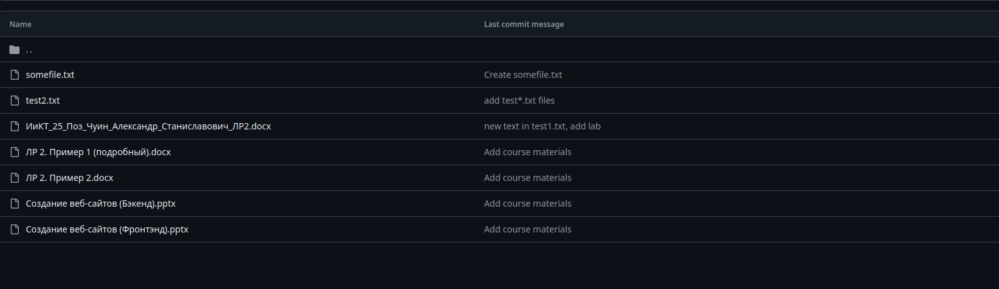 Name Last commit message
..
somefile.txt Create somefile.txt
test2.txt add test*.txt files
ИиКТ_25_Поз_Чуин_Александр_Станиславович_ЛР2.docx new text in test1.txt, add lab
ЛР 2. Пример 1 (подробный).docx Add course materials
ЛР 2. Пример 2.docx Add course materials
Создание веб-сайтов (Бэкенд).pptx Add course materials
Создание веб-сайтов (Фронтэнд).pptx Add course materials